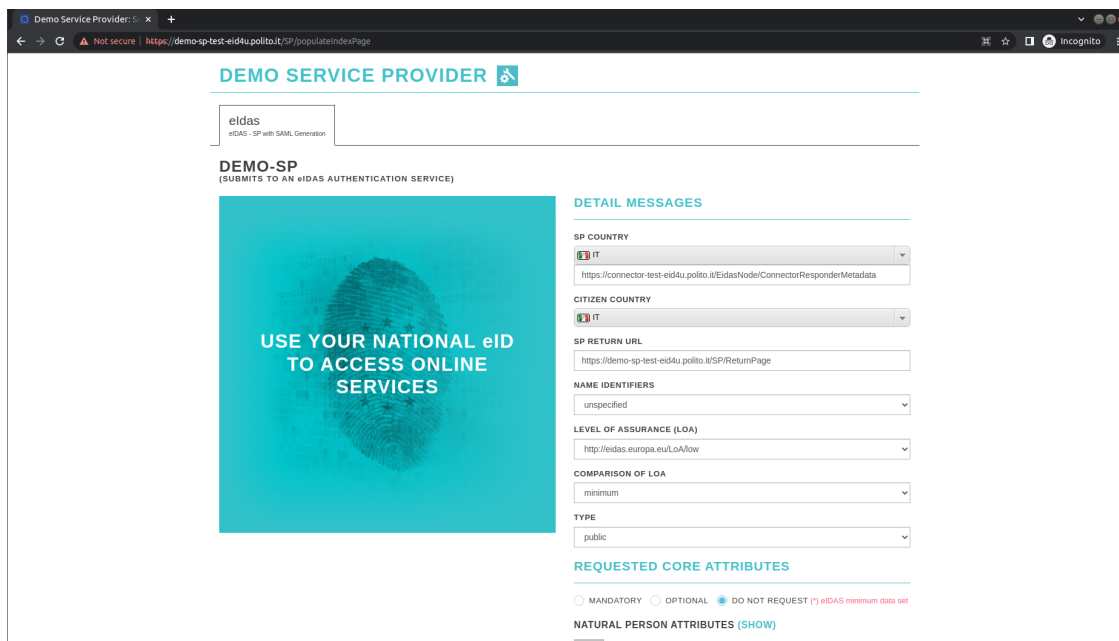 Demo Service Provider: S
Not secure | https://demo-sp-test-eid4u.polito.it/SP/populateIndexPage
Incognito
DEMO SERVICE PROVIDER
eIdas
eIDAS - SP with SAML Generation
DEMO-SP
(SUBMITS TO AN eIDAS AUTHENTICATION SERVICE)
USE YOUR NATIONAL eID
TO ACCESS ONLINE
SERVICES
DETAIL MESSAGES
SP COUNTRY
IT
https://connector-test-eid4u.polito.it/EidasNode/ConnectorResponderMetadata
CITIZEN COUNTRY
IT
SP RETURN URL
https://demo-sp-test-eid4u.polito.it/SP/ReturnPage
NAME IDENTIFIERS
unspecified
LEVEL OF ASSURANCE (LOA)
http://eidas.europa.eu/LoA/low
COMPARISON OF LOA
minimum
TYPE
public
REQUESTED CORE ATTRIBUTES
MANDATORY OPTIONAL DO NOT REQUEST (*) eIDAS minimum data set
NATURAL PERSON ATTRIBUTES (SHOW)